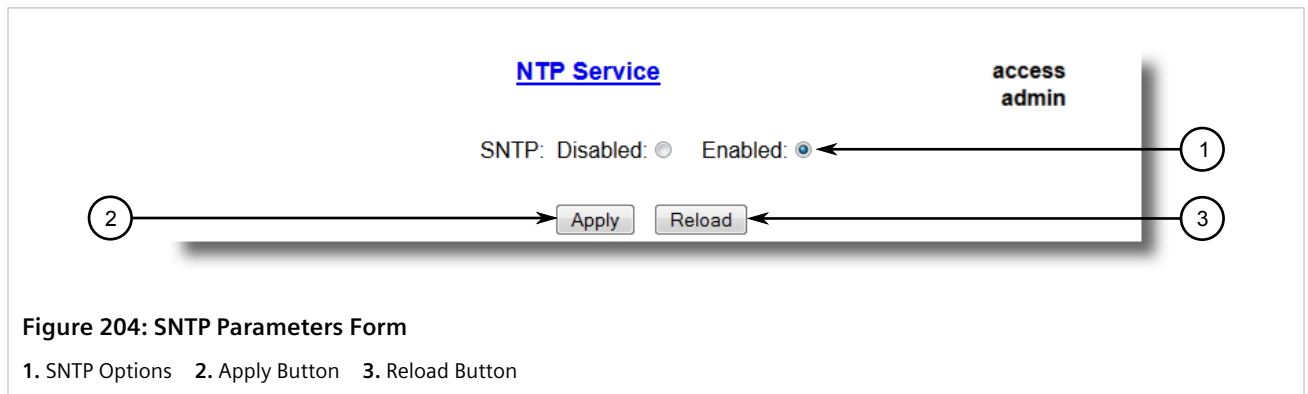 NTP Service
access
admin
SNTP: Disabled: Enabled:
1
2
Apply Reload
3
Figure 204: SNTP Parameters Form
1. SNTP Options 2. Apply Button 3. Reload Button